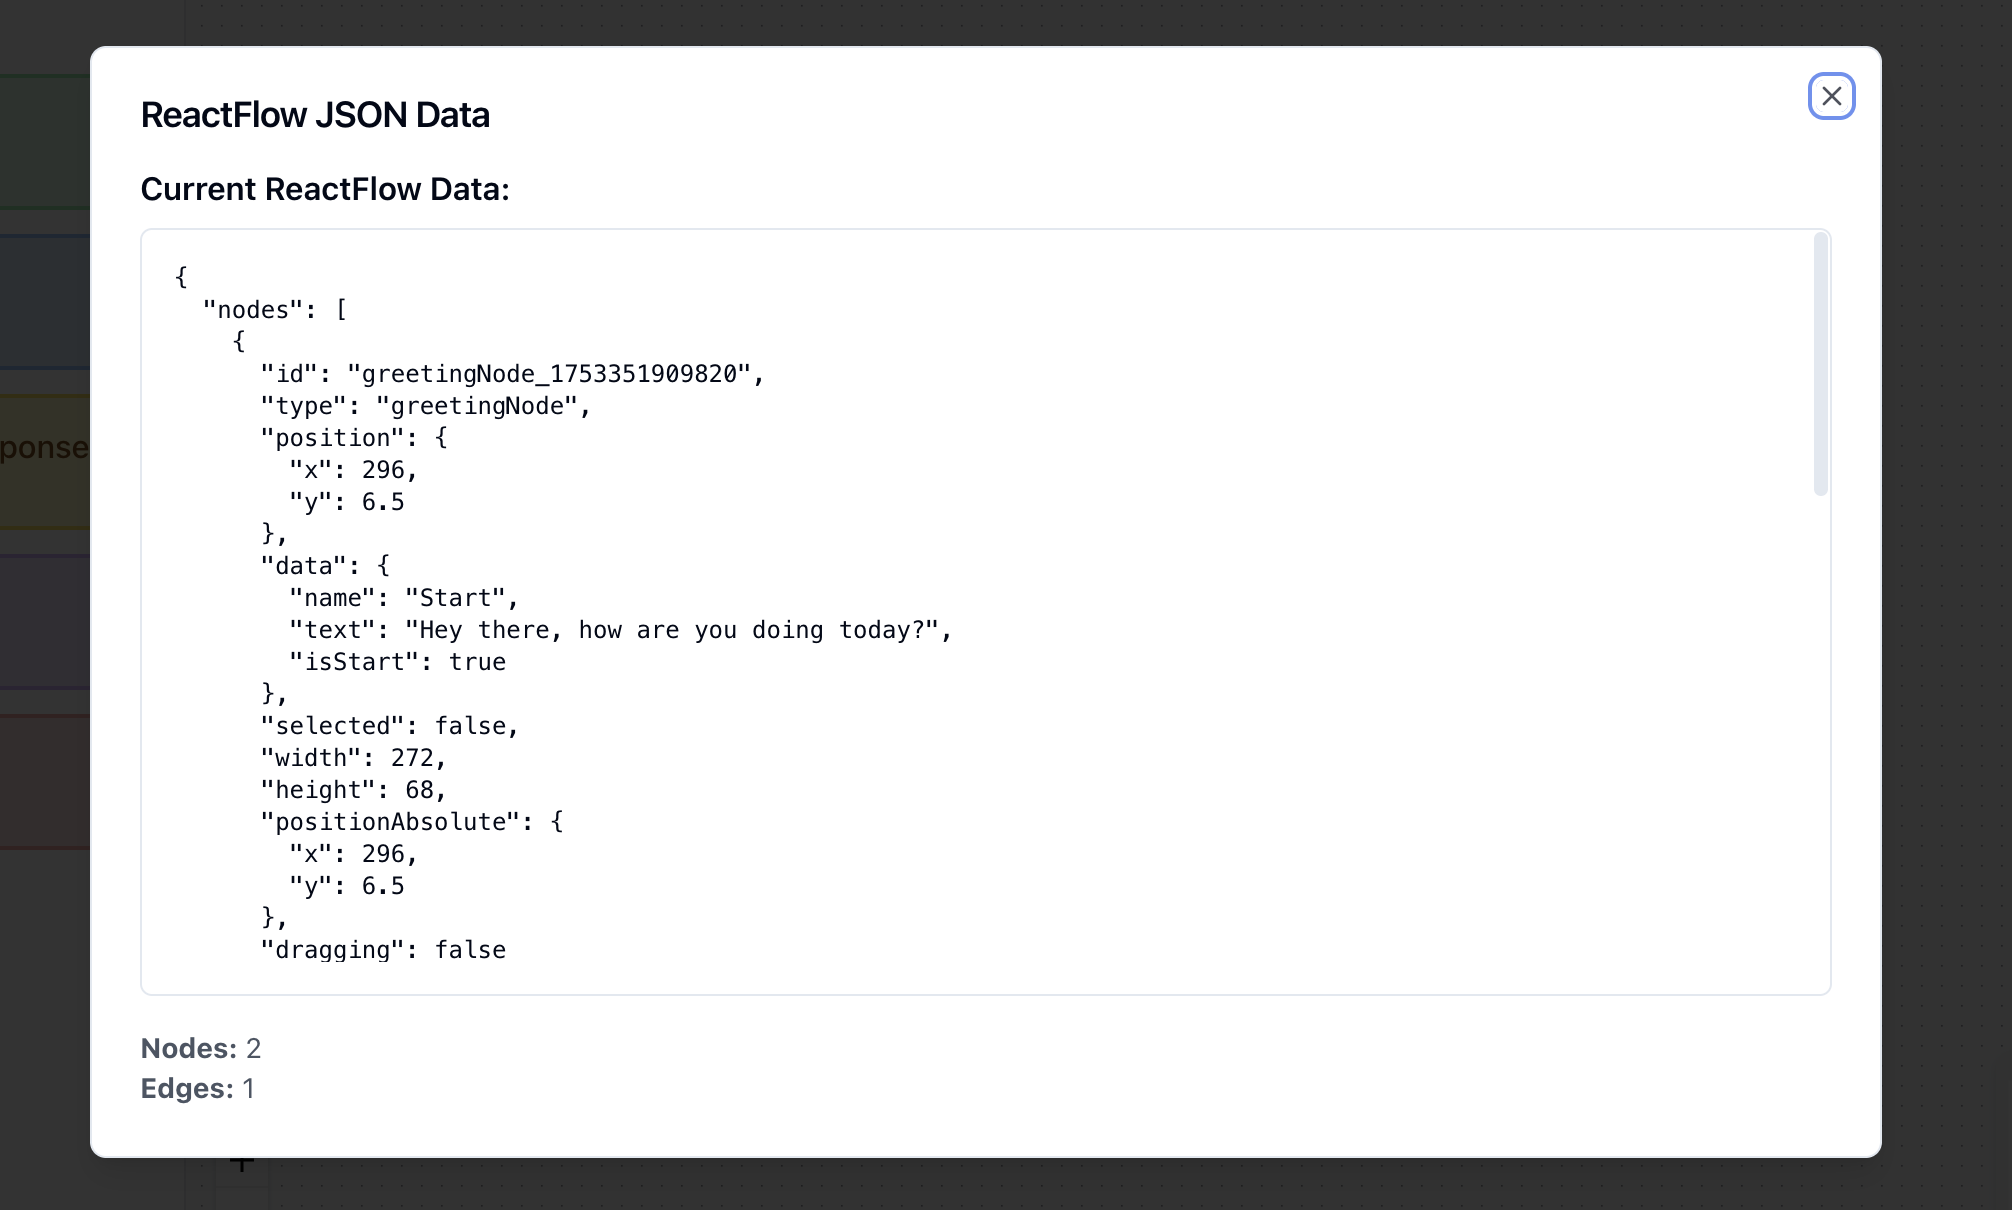 ReactFlow JSON Data
Current ReactFlow Data:
{
  "nodes": [
    {
      "id": "greetingNode_1753351909820",
      "type": "greetingNode",
      "position": {
        "x": 296,
        "y": 6.5
      },
      "data": {
        "name": "Start",
        "text": "Hey there, how are you doing today?",
        "isStart": true
      },
      "selected": false,
      "width": 272,
      "height": 68,
      "positionAbsolute": {
        "x": 296,
        "y": 6.5
      },
      "dragging": false
ponse
Nodes: 2
Edges: 1